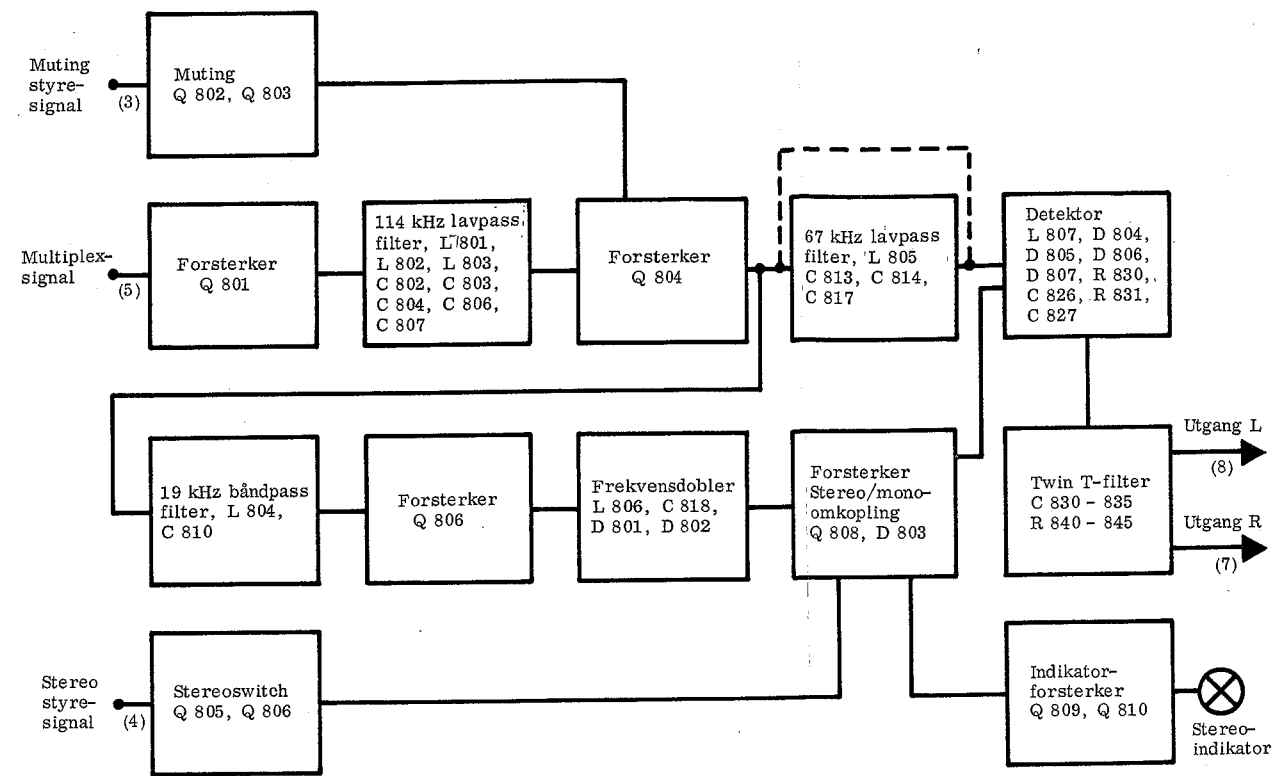 Muting
styre-
signal
(3)
Muting
Q 802, Q 803
Multiplex-
signal
(5)
Forsterker
Q 801
114 kHz lavpass
filter, L 801,
L 802, L 803,
C 802, C 803,
C 804, C 806,
C 807
Forsterker
Q 804
67 kHz lavpass
filter, L 805
C 813, C 814,
C 817
Detektor
L 807, D 804,
D 805, D 806,
D 807, R 830,
C 826, R 831,
C 827
19 kHz båndpass
filter, L 804,
C 810
Forsterker
Q 806
Frekvensdobler
L 806, C 818,
D 801, D 802
Forsterker
Stereo/mono-
omkopling
Q 808, D 803
Twin T-filter
C 830 - 835
R 840 - 845
Utgang L
(8)
Utgang R
(7)
Stereo
styre-
signal
(4)
Stereoswitch
Q 805, Q 806
Indikator-
forsterker
Q 809, Q 810
Stereo-
indikator